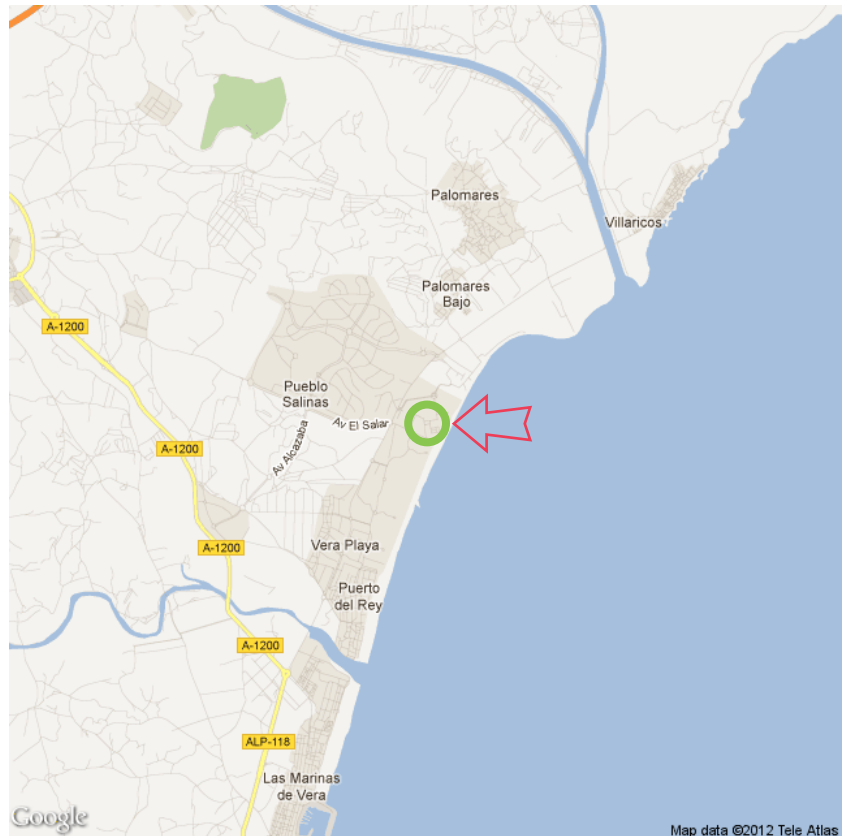 Palomares
Villaricos
Palomares
Bajo
A-1200
Pueblo
Salinas
Av El Salar
Av Alcazaba
A-1200
Vera Playa
A-1200
Puerto
del Rey
A-1200
ALP-118
Las Marinas
de Vera
Google
Map data ©2012 Tele Atlas